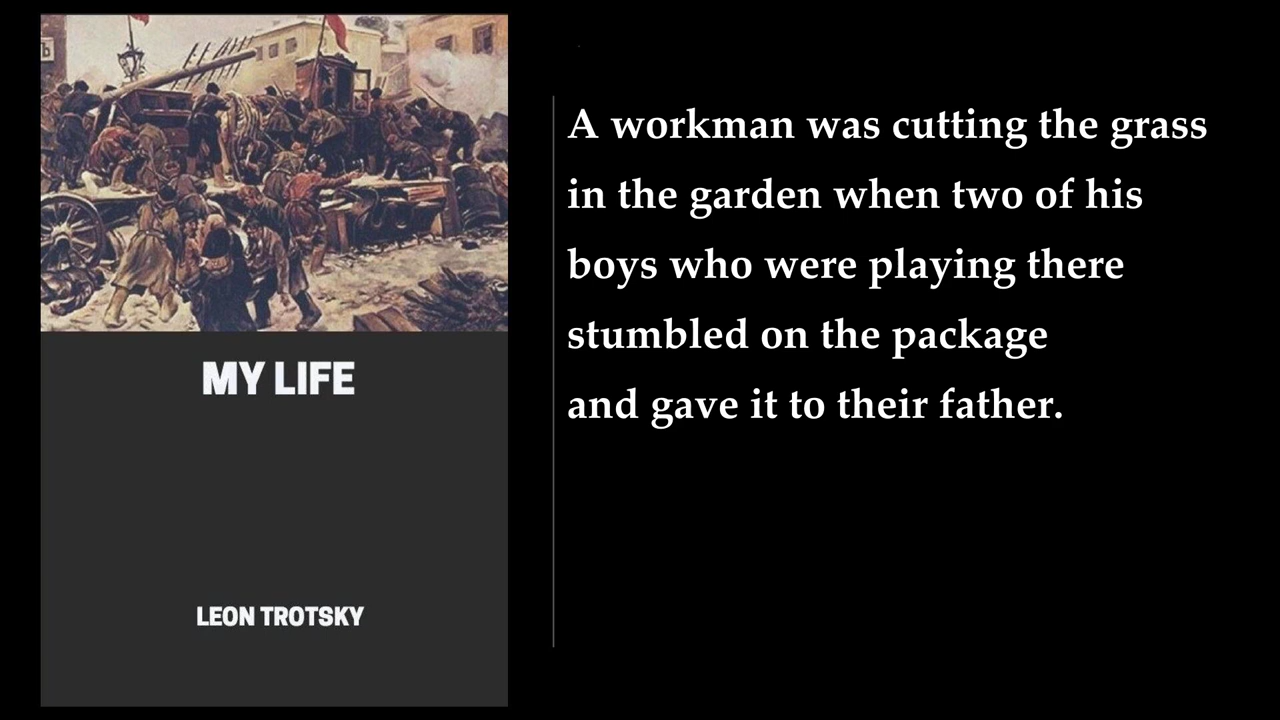 MY LIFE
LEON TROTSKY
A workman was cutting the grass
in the garden when two of his
boys who were playing there
stumbled on the package
and gave it to their father.